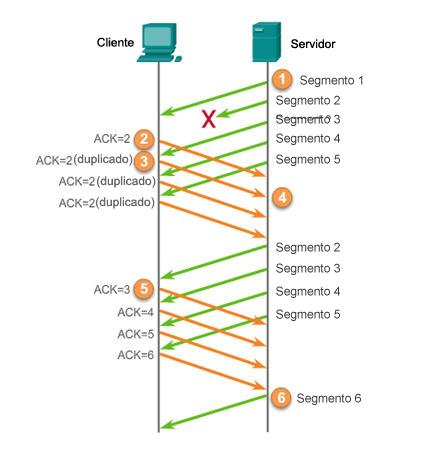 Cliente
Servidor
1 Segmento 1
Segmento 2
X
Segmento 3
ACK=2 2
Segmento 4
ACK=2(duplicado) 3
Segmento 5
ACK=2(duplicado)
4
ACK=2(duplicado)
Segmento 2
Segmento 3
ACK=3 5
Segmento 4
ACK=4
Segmento 5
ACK=5
ACK=6
6 Segmento 6